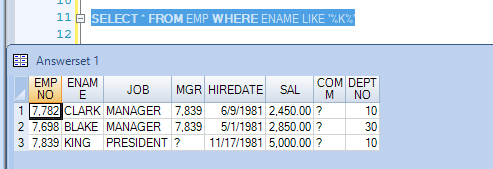 11 SELECT * FROM EMP WHERE ENAME LIKE '%K%'
12
Answerset 1
EMP NO ENAM E JOB MGR HIREDATE SAL COM M DEPT NO
1 7,782 CLARK MANAGER 7,839 6/9/1981 2,450.00 ? 10
2 7,698 BLAKE MANAGER 7,839 5/1/1981 2,850.00 ? 30
3 7,839 KING PRESIDENT ? 11/17/1981 5,000.00 ? 10